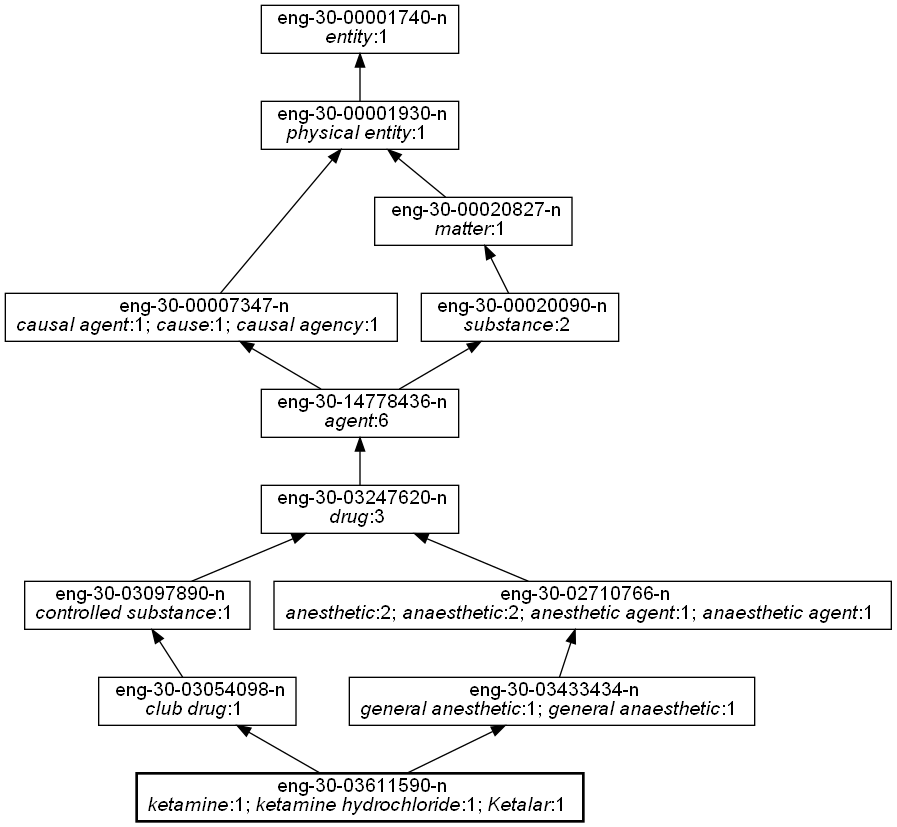 eng-30-00001740-n
entity:1
eng-30-00001930-n
physical entity:1
eng-30-00020827-n
matter:1
eng-30-00007347-n
causal agent:1; cause:1; causal agency:1
eng-30-00020090-n
substance:2
eng-30-14778436-n
agent:6
eng-30-03247620-n
drug:3
eng-30-03097890-n
controlled substance:1
eng-30-02710766-n
anesthetic:2; anaesthetic:2; anesthetic agent:1; anaesthetic agent:1
eng-30-03054098-n
club drug:1
eng-30-03433434-n
general anesthetic:1; general anaesthetic:1
eng-30-03611590-n
ketamine:1; ketamine hydrochloride:1; Ketalar:1